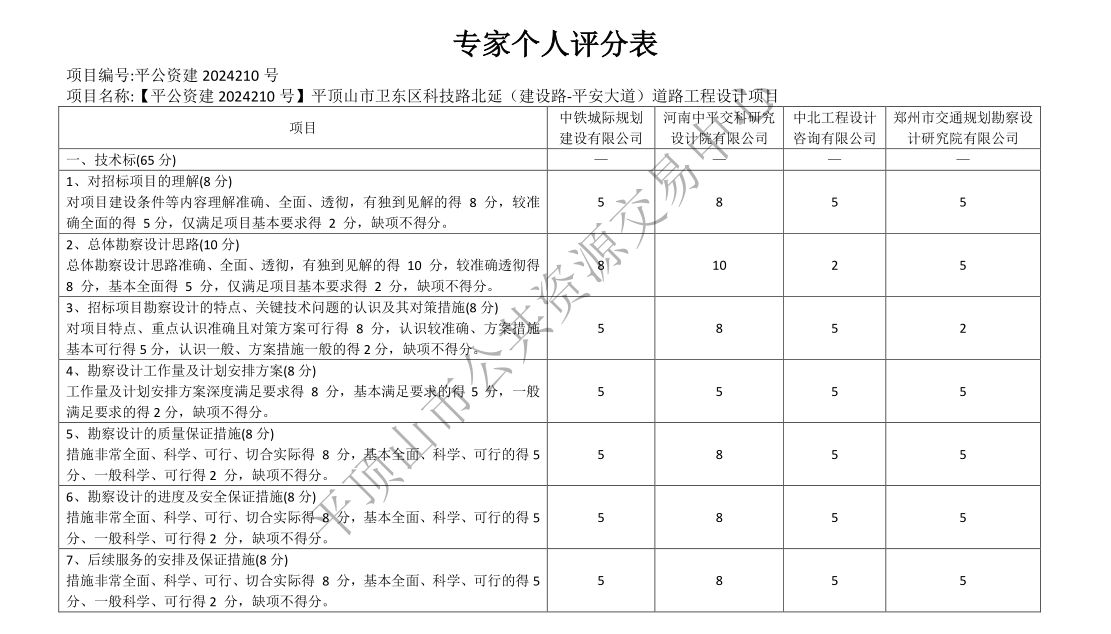 专家个人评分表
项目编号:平公资建 2024210 号
项目名称:【平公资建 2024210 号】平顶山市卫东区科技路北延（建设路-平安大道）道路工程设计项目
项目
中铁城际规划
建设有限公司
河南中平交科研究
设计院有限公司
中北工程设计
咨询有限公司
郑州市交通规划勘察设
计研究院有限公司
一、技术标(65 分)
— — — —
1、对招标项目的理解(8 分)
对项目建设条件等内容理解准确、全面、透彻，有独到见解的得 8 分，较准
确全面的得 5 分，仅满足项目基本要求得 2 分，缺项不得分。
5 8 5 5
2、总体勘察设计思路(10 分)
总体勘察设计思路准确、全面、透彻，有独到见解的得 10 分，较准确透彻得
8 分，基本全面得 5 分，仅满足项目基本要求得 2 分，缺项不得分。
8 10 2 5
3、招标项目勘察设计的特点、关键技术问题的认识及其对策措施(8 分)
对项目特点、重点认识准确且对策方案可行得 8 分，认识较准确、方案措施
基本可行得 5 分，认识一般、方案措施一般的得 2 分，缺项不得分。
5 8 5 2
4、勘察设计工作量及计划安排方案(8 分)
工作量及计划安排方案深度满足要求得 8 分，基本满足要求的得 5 分，一般
满足要求的得 2 分，缺项不得分。
5 5 5 5
5、勘察设计的质量保证措施(8 分)
措施非常全面、科学、可行、切合实际得 8 分，基本全面、科学、可行的得 5
分、一般科学、可行得 2 分，缺项不得分。
5 8 5 5
6、勘察设计的进度及安全保证措施(8 分)
措施非常全面、科学、可行、切合实际得 8 分，基本全面、科学、可行的得 5
分、一般科学、可行得 2 分，缺项不得分。
5 8 5 5
7、后续服务的安排及保证措施(8 分)
措施非常全面、科学、可行、切合实际得 8 分，基本全面、科学、可行的得 5
分、一般科学、可行得 2 分，缺项不得分。
5 8 5 5
平顶山市公共资源交易中心